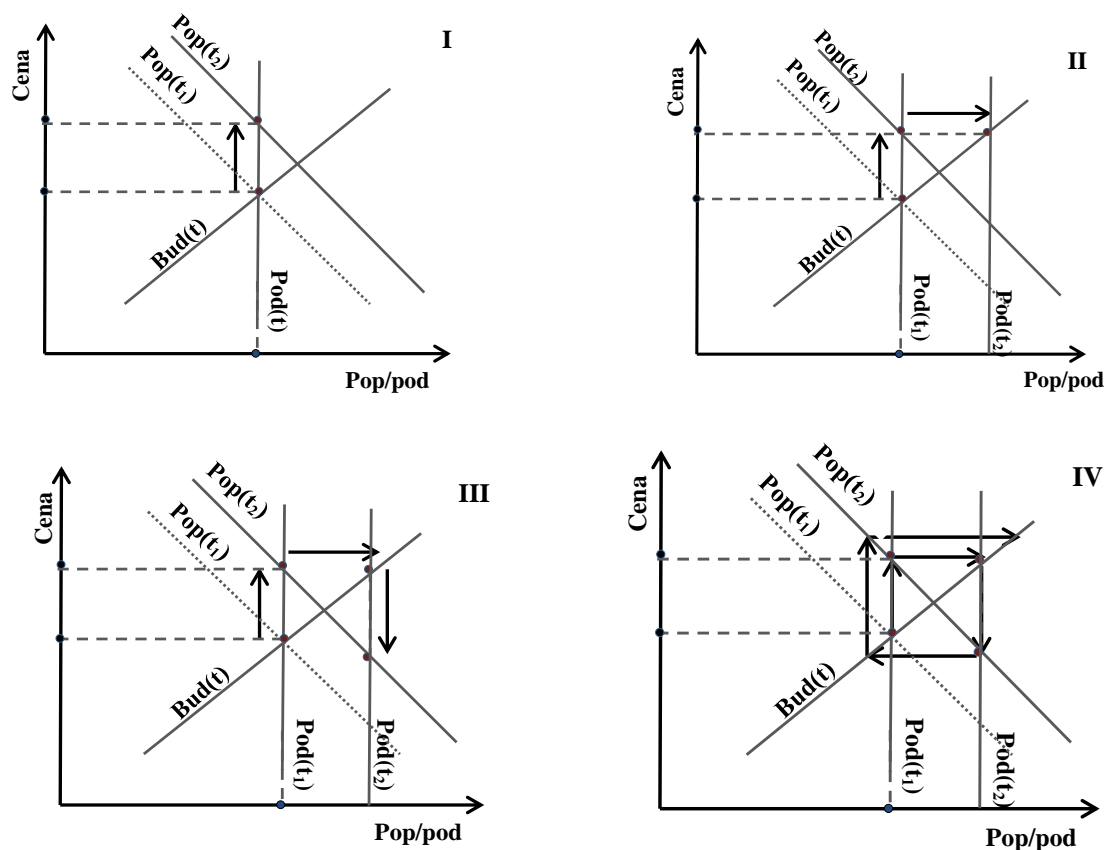 I
Cena
Pop(t₂)
Pop(t₁)
Bud(t)
Pod(t)
Pop/pod
II
Cena
Pop(t₂)
Pop(t₁)
Bud(t)
Pod(t₁)
Pod(t₂)
Pop/pod
III
Cena
Pop(t₂)
Pop(t₁)
Bud(t)
Pod(t₁)
Pod(t₂)
Pop/pod
IV
Cena
Pop(t₂)
Pop(t₁)
Bud(t)
Pod(t₁)
Pod(t₂)
Pop/pod